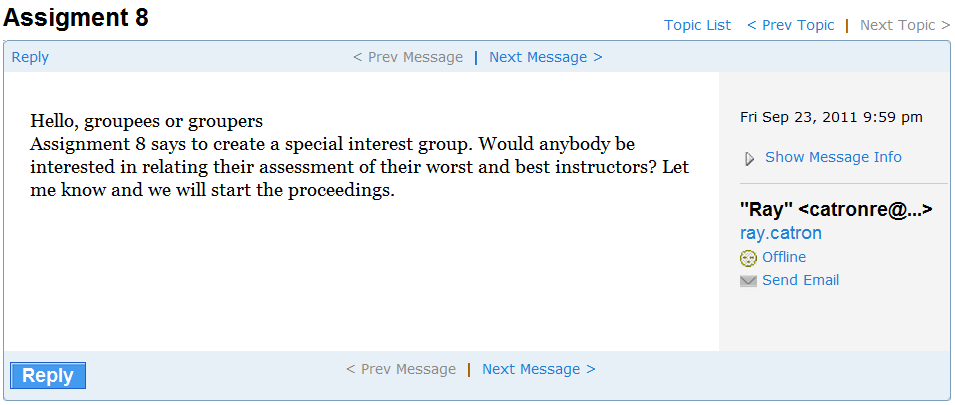 Assigment 8
Topic List < Prev Topic | Next Topic >
Reply < Prev Message | Next Message >
Hello, groupees or groupers
Assignment 8 says to create a special interest group. Would anybody be
interested in relating their assessment of their worst and best instructors? Let
me know and we will start the proceedings.
Fri Sep 23, 2011 9:59 pm
Show Message Info
"Ray" <catronre@...>
ray.catron
Offline
Send Email
Reply < Prev Message | Next Message >